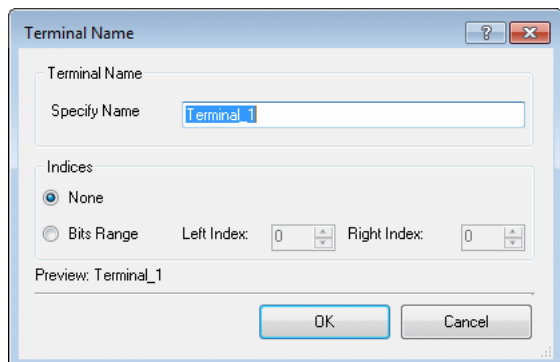 Terminal Name
Terminal Name
Specify Name Terminal_1
Indices
None
Bits Range Left Index: 0 Right Index: 0
Preview: Terminal_1
OK Cancel